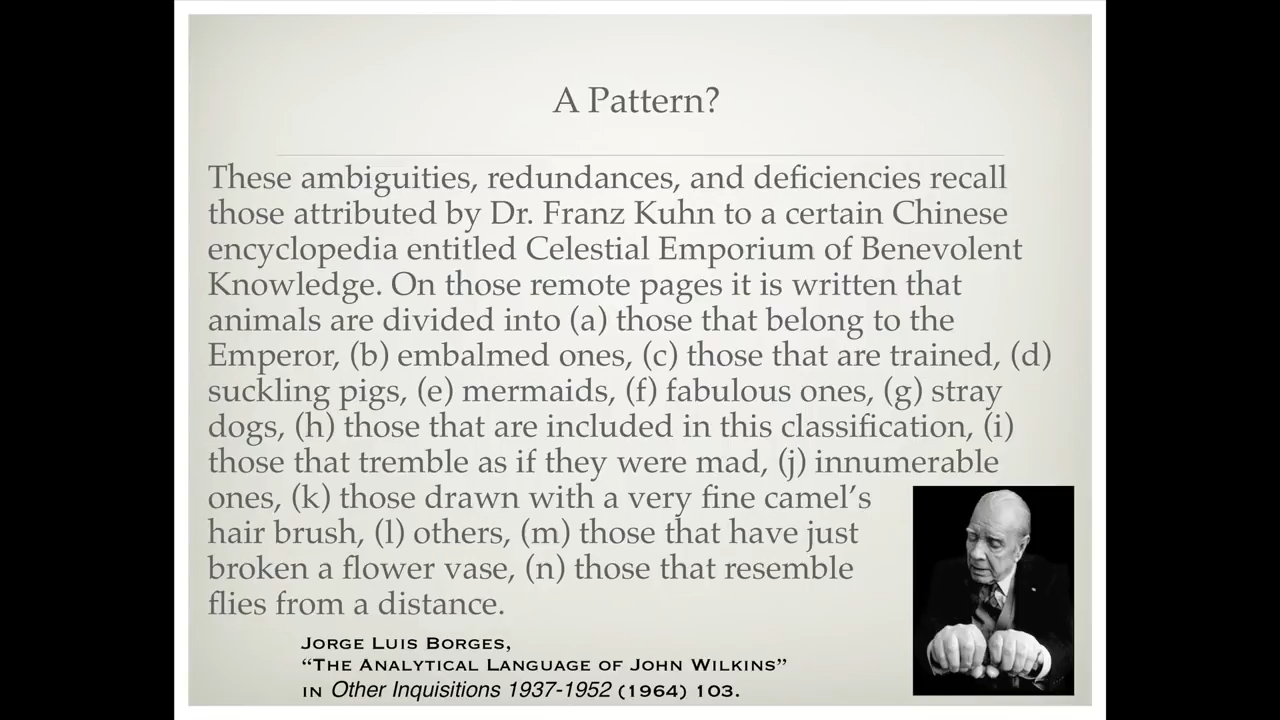 A Pattern?
These ambiguities, redundances, and deficiencies recall
those attributed by Dr. Franz Kuhn to a certain Chinese
encyclopedia entitled Celestial Emporium of Benevolent
Knowledge. On those remote pages it is written that
animals are divided into (a) those that belong to the
Emperor, (b) embalmed ones, (c) those that are trained, (d)
suckling pigs, (e) mermaids, (f) fabulous ones, (g) stray
dogs, (h) those that are included in this classification, (i)
those that tremble as if they were mad, (j) innumerable
ones, (k) those drawn with a very fine camel’s
hair brush, (l) others, (m) those that have just
broken a flower vase, (n) those that resemble
flies from a distance.
Jorge Luis Borges,
“The Analytical Language of John Wilkins”
in Other Inquisitions 1937-1952 (1964) 103.